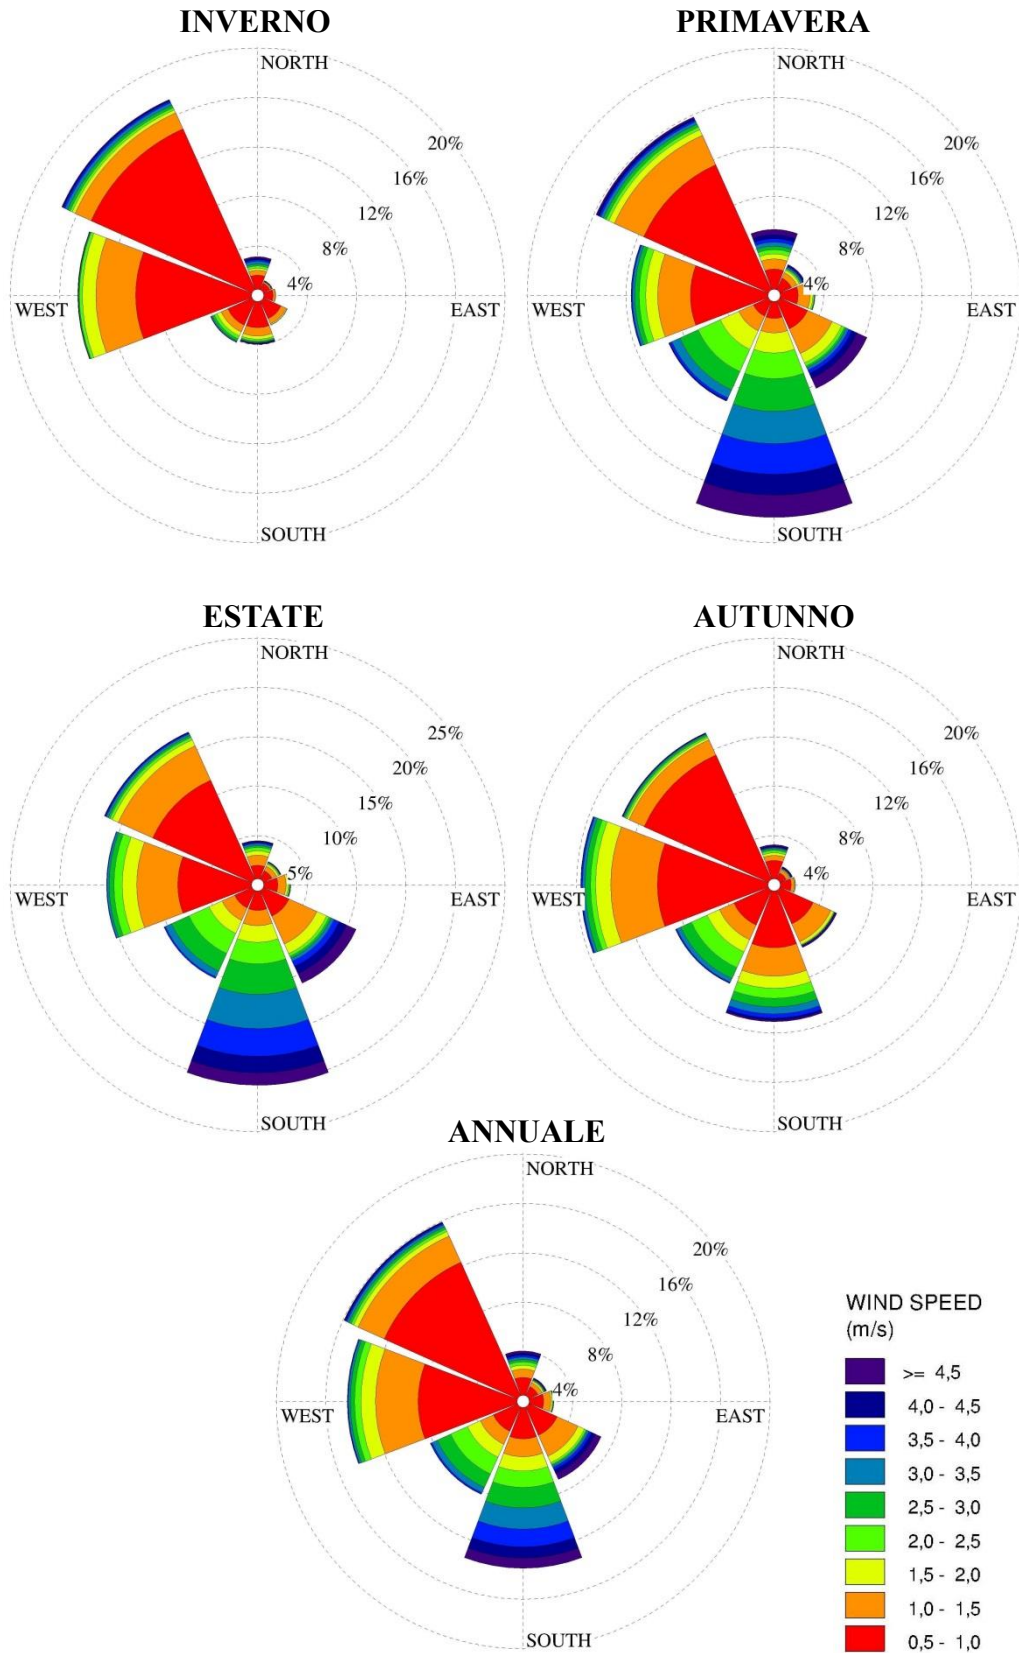 INVERNO
NORTH
20%
16%
12%
8%
4%
WEST
EAST
SOUTH
PRIMAVERA
NORTH
20%
16%
12%
8%
4%
WEST
EAST
SOUTH
ESTATE
NORTH
25%
20%
15%
10%
5%
WEST
EAST
SOUTH
AUTUNNO
NORTH
20%
16%
12%
8%
4%
WEST
EAST
SOUTH
ANNUALE
NORTH
20%
16%
12%
8%
4%
WEST
EAST
SOUTH
WIND SPEED
(m/s)
>= 4,5
4,0 - 4,5
3,5 - 4,0
3,0 - 3,5
2,5 - 3,0
2,0 - 2,5
1,5 - 2,0
1,0 - 1,5
0,5 - 1,0